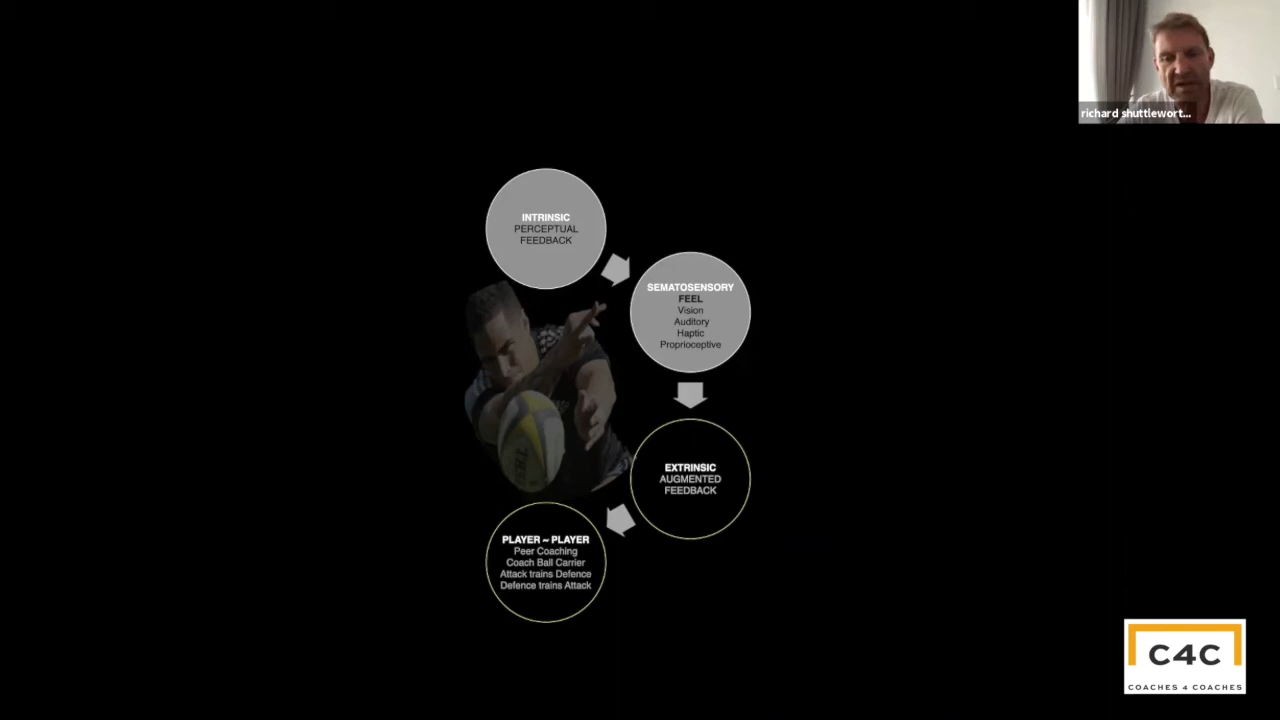 richard shuttlewort...
INTRINSIC
PERCEPTUAL
FEEDBACK
SEMATOSENSORY
FEEL
Vision
Auditory
Haptic
Proprioceptive
EXTRINSIC
AUGMENTED
FEEDBACK
PLAYER ~ PLAYER
Peer Coaching
Coach Ball Carrier
Attack trains Defence
Defence trains Attack
C4C
COACHES 4 COACHES